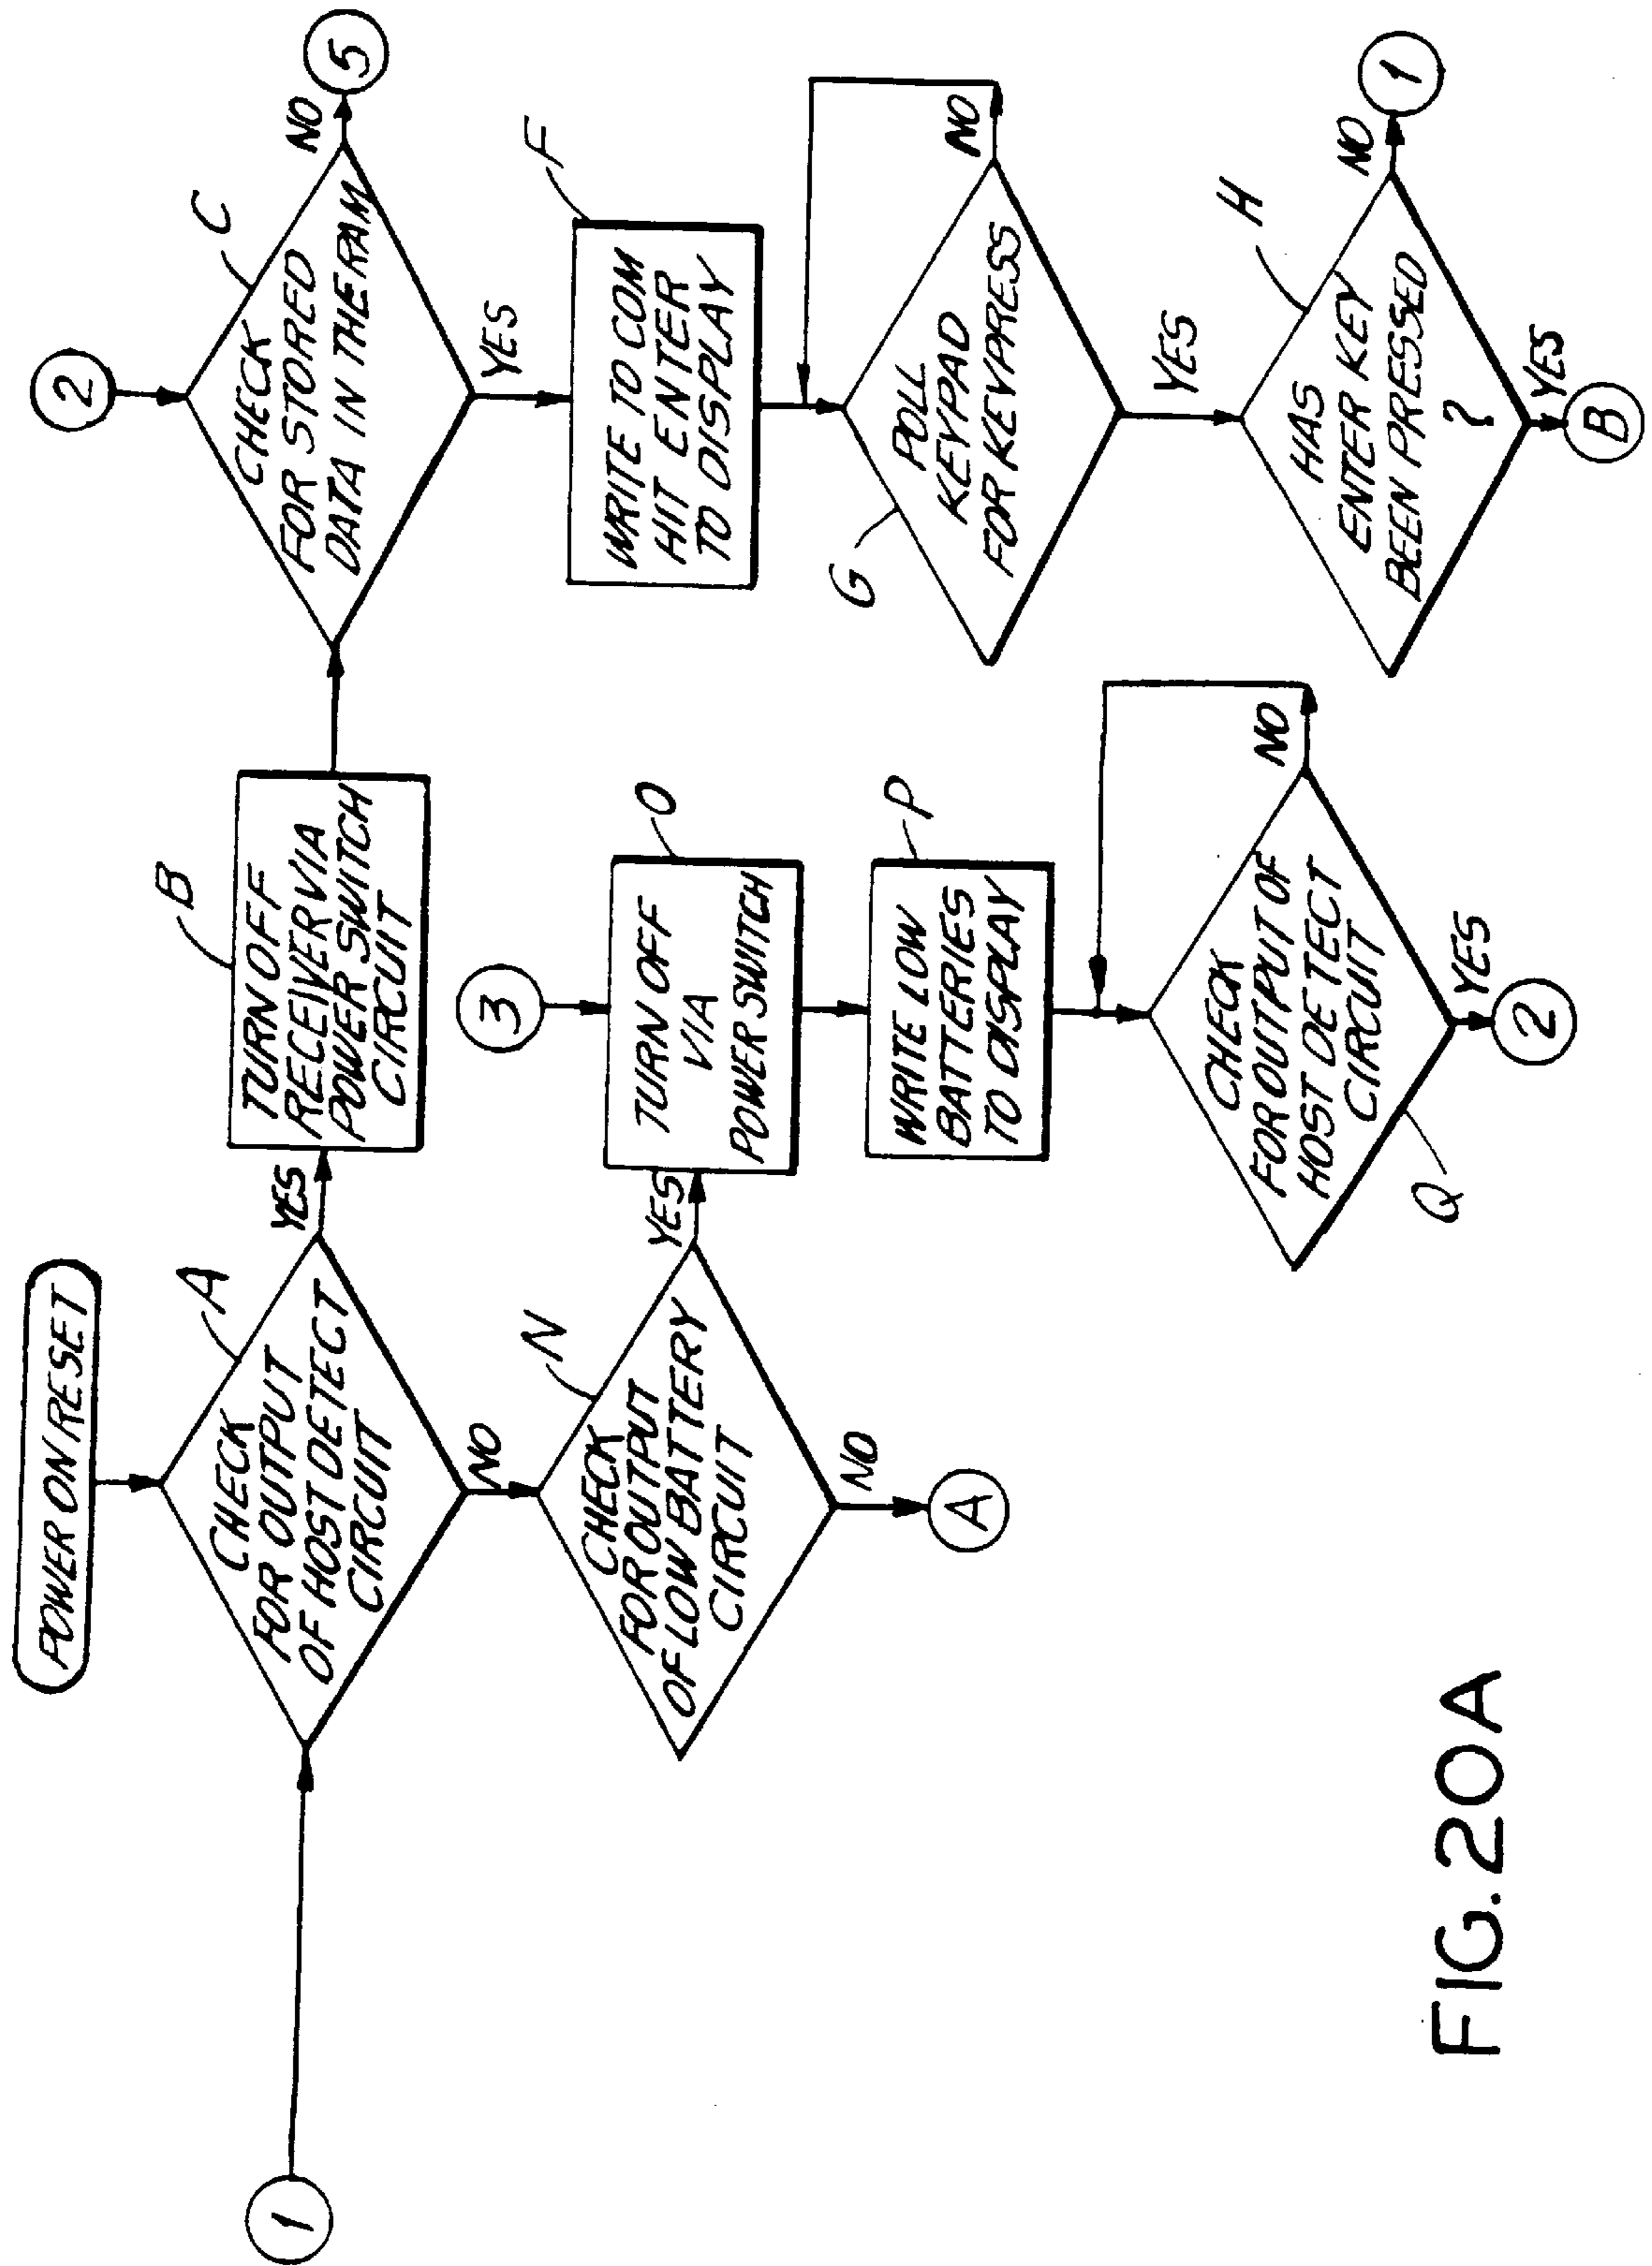 POWER ON RESET
1
A
CHECK
FOR OUTPUT
OF HOST DETECT
CIRCUIT
YES
NO
B
TURN OFF
RECEIVER VIA
POWER SWITCH
CIRCUIT
2
C
CHECK
FOR STORED
DATA IN THE RAM
NO
5
YES
F
WRITE TO COM
HIT ENTER
TO DISPLAY
G
POLL
KEYPAD
FOR KEYPRESS
NO
YES
H
HAS
ENTER KEY
BEEN PRESSED
?
NO
1
YES
B
N
CHECK
FOR OUTPUT
OF LOW BATTERY
CIRCUIT
YES
NO
A
3
O
TURN OFF
VIA
POWER SWITCH
P
WRITE LOW
BATTERIES
TO DISPLAY
Q
CHECK
FOR OUTPUT OF
HOST DETECT
CIRCUIT
NO
YES
2
FIG. 20A